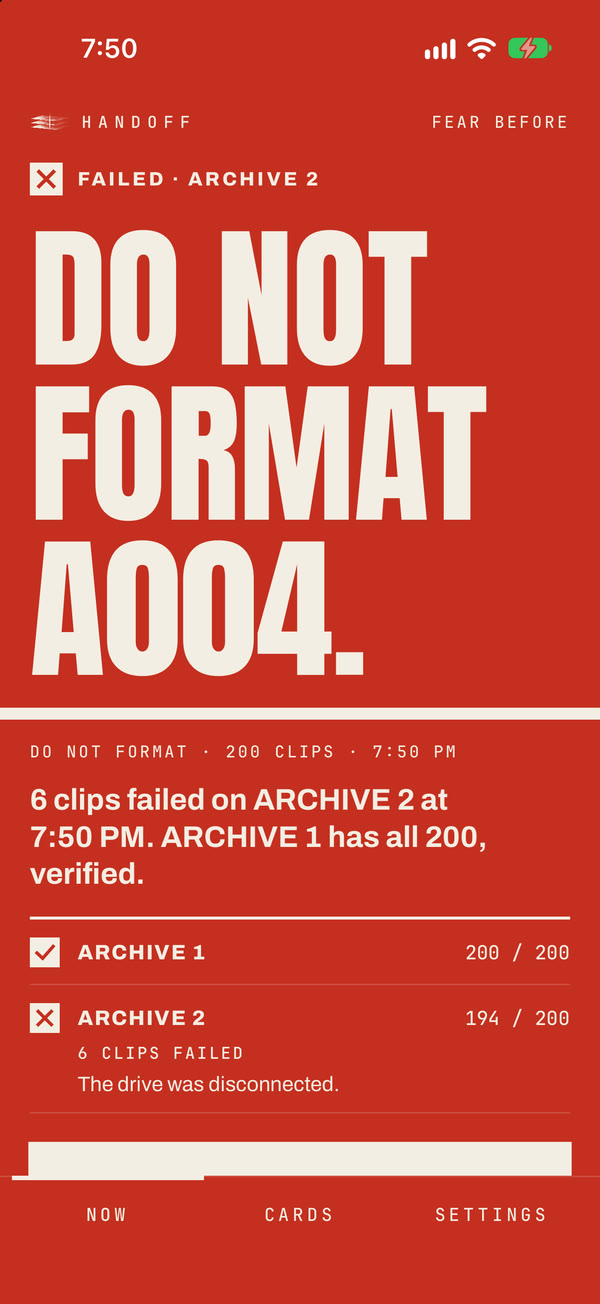 7:50
HANDOFF
FEAR BEFORE
FAILED · ARCHIVE 2
DO NOT
FORMAT
A004.
DO NOT FORMAT · 200 CLIPS · 7:50 PM
6 clips failed on ARCHIVE 2 at
7:50 PM. ARCHIVE 1 has all 200,
verified.
ARCHIVE 1 200 / 200
ARCHIVE 2 194 / 200
6 CLIPS FAILED
The drive was disconnected.
NOW CARDS SETTINGS